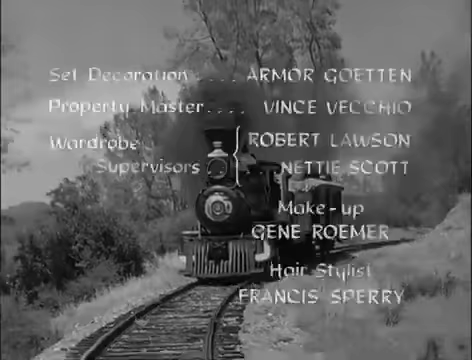 Set Decoration.... ARMOR GOETTEN
Property Master.... VINCE VECCHIO
Wardrobe
Supervisors
ROBERT LAWSON
NETTIE SCOTT
Make-up
GENE ROEMER
Hair Stylist
FRANCIS SPERRY